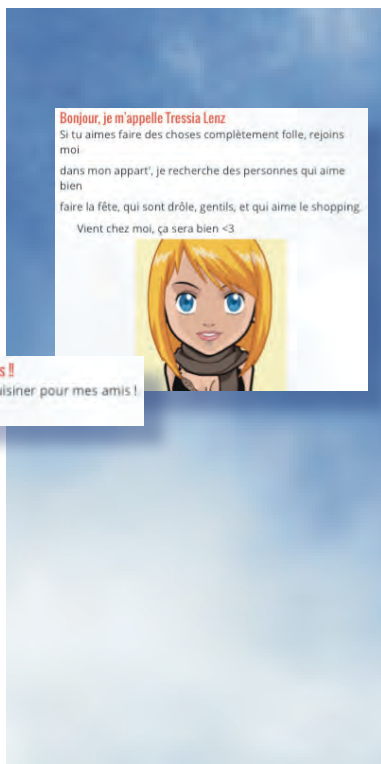 Bonjour, je m'appelle Tressia Lenz
Si tu aimes faire des choses complètement folle, rejoins
moi
dans mon appart', je recherche des personnes qui aime
bien
faire la fête, qui sont drôle, gentils, et qui aime le shopping.
Vient chez moi, ça sera bien <3
!!
pour mes amis !